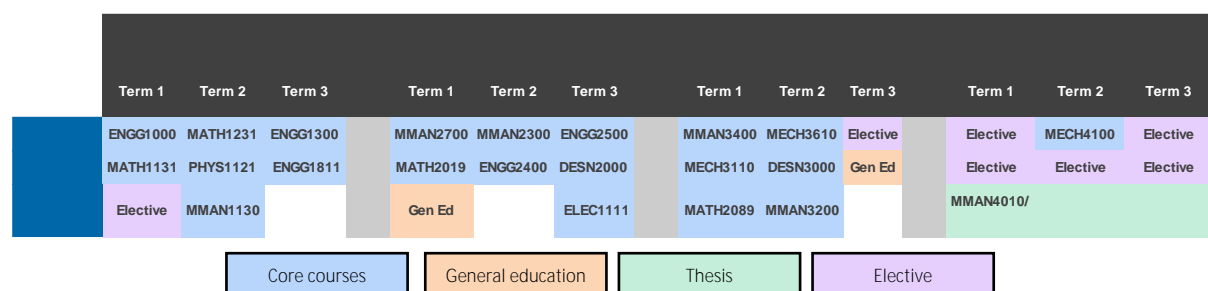 Term 1 Term 2 Term 3 Term 1 Term 2 Term 3 Term 1 Term 2 Term 3 Term 1 Term 2 Term 3
ENGG1000 MATH1231 ENGG1300 MMAN2700 MMAN2300 ENGG2500 MMAN3400 MECH3610 Elective Elective MECH4100 Elective
MATH1131 PHYS1121 ENGG1811 MATH2019 ENGG2400 DESN2000 MECH3110 DESN3000 Gen Ed Elective Elective Elective
MMAN4010/
Elective MMAN1130 Gen Ed ELEC1111 MATH2089 MMAN3200
Core courses General education Thesis Elective